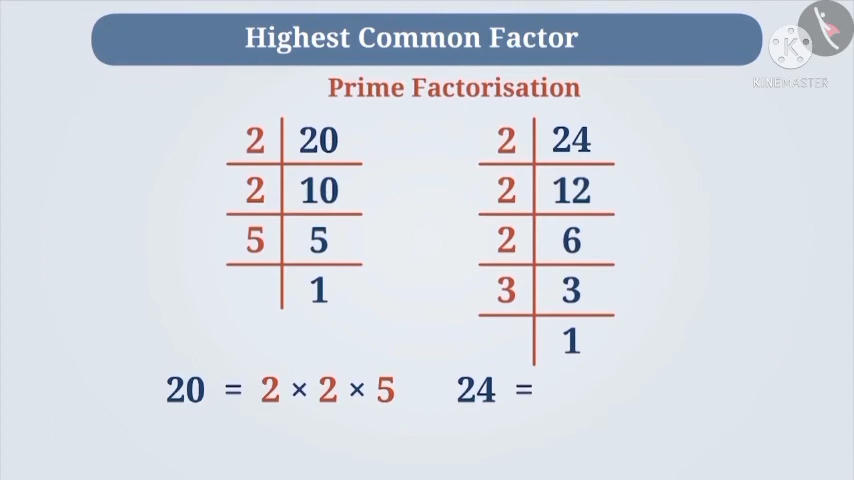 Highest Common Factor
KINEMASTER
Prime Factorisation
2 20
2 10
5 5
1
2 24
2 12
2 6
3 3
1
20 = 2 × 2 × 5
24 =